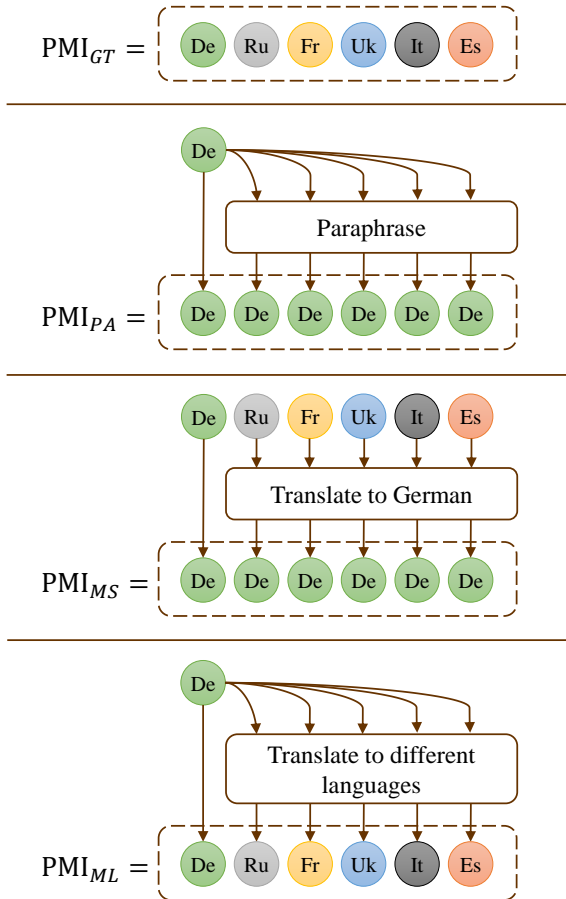 PMI_GT = De Ru Fr Uk It Es
De
Paraphrase
PMI_PA = De De De De De De
De Ru Fr Uk It Es
Translate to German
PMI_MS = De De De De De De
De
Translate to different
languages
PMI_ML = De Ru Fr Uk It Es